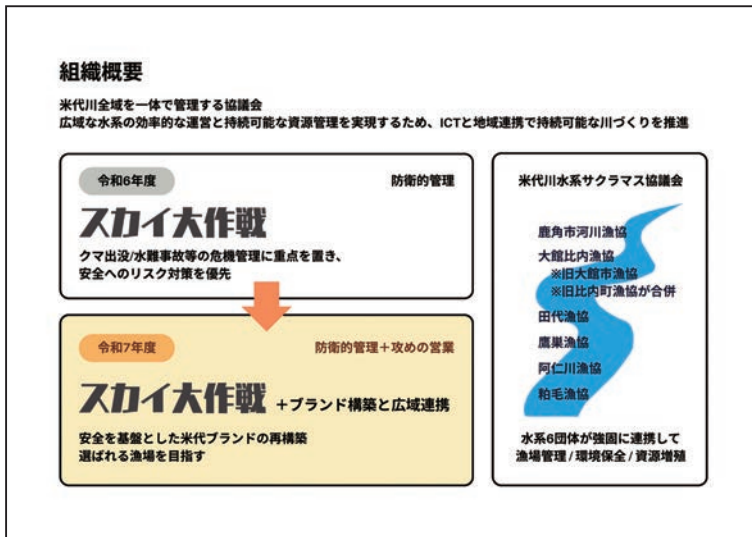 組織概要
米代川全域を一体で管理する協議会
広域な水系の効率的な運営と持続可能な資源管理を実現するため、ICTと地域連携で持続可能な川づくりを推進
令和6年度
防衛的管理
スカイ大作戦
クマ出没/水難事故等の危機管理に重点を置き、
安全へのリスク対策を優先
令和7年度
防衛的管理＋攻めの営業
スカイ大作戦 ＋ブランド構築と広域連携
安全を基盤とした米代ブランドの再構築
選ばれる漁場を目指す
米代川水系サクラマス協議会
鹿角市河川漁協
大館比内漁協
※旧大館市漁協
※旧比内町漁協が合併
田代漁協
鷹巣漁協
阿仁川漁協
粕毛漁協
水系6団体が強固に連携して
漁場管理/環境保全/資源増殖